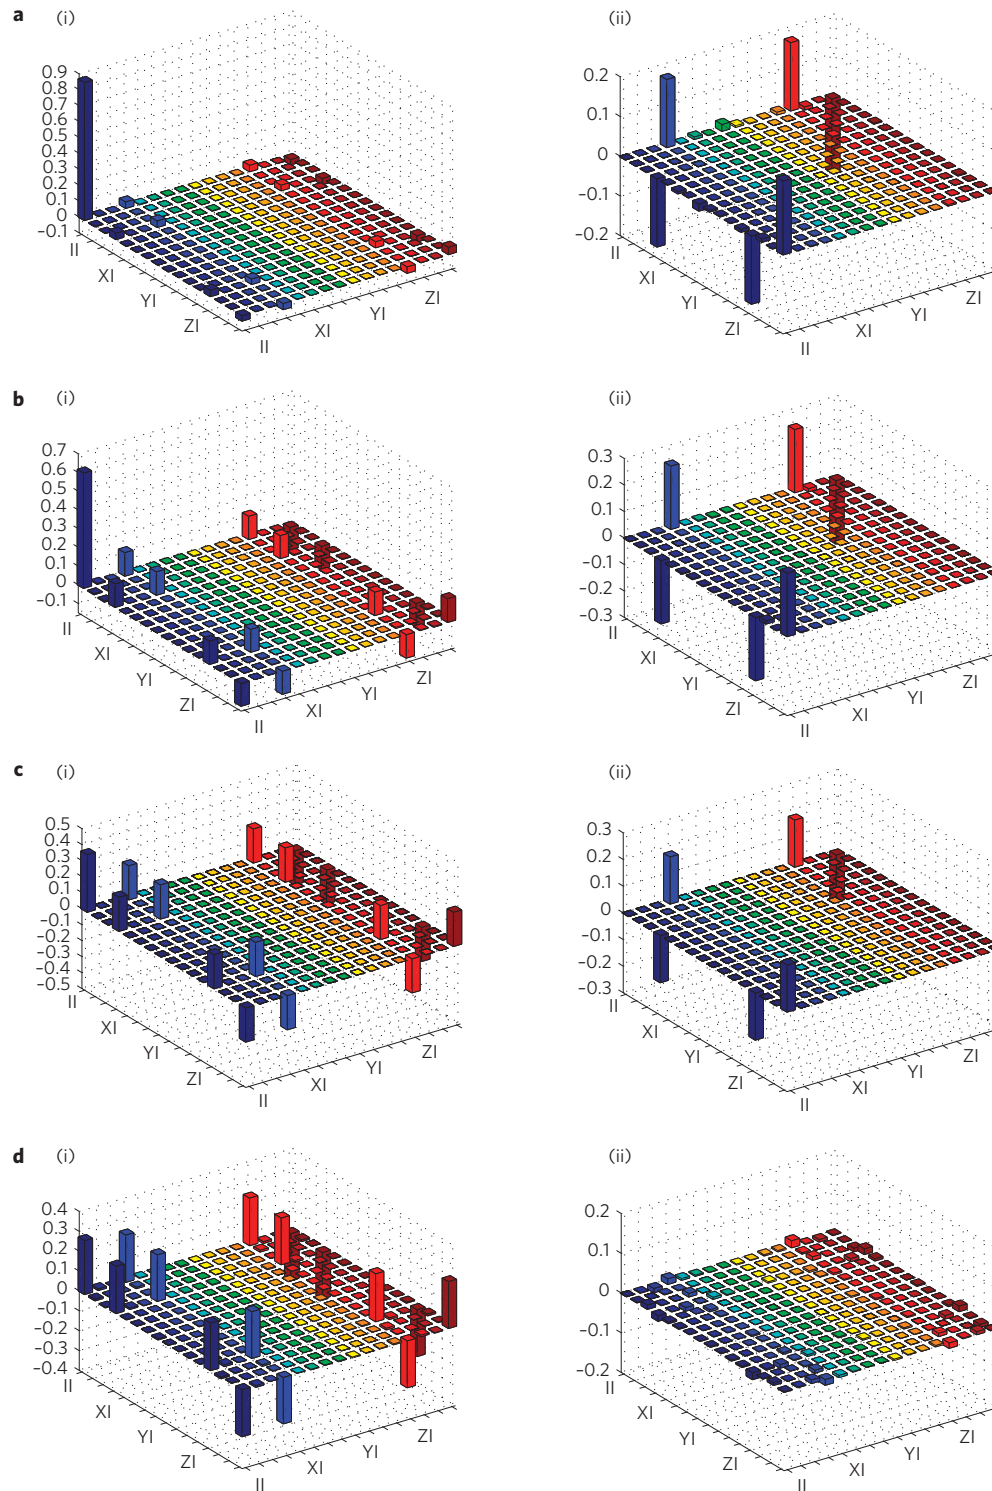 a (i) (ii)
0.9
0.8
0.7
0.6
0.5
0.4
0.3
0.2
0.1
0
–0.1
II
XI
YI
ZI
II
XI
YI
ZI
0.2
0.1
0
–0.1
–0.2
II
XI
YI
ZI
II
XI
YI
ZI
b (i) (ii)
0.7
0.6
0.5
0.4
0.3
0.2
0.1
0
–0.1
II
XI
YI
ZI
II
XI
YI
ZI
0.3
0.2
0.1
0
–0.1
–0.2
–0.3
II
XI
YI
ZI
II
XI
YI
ZI
c (i) (ii)
0.5
0.4
0.3
0.2
0.1
0
–0.1
–0.2
–0.3
–0.4
–0.5
II
XI
YI
ZI
II
XI
YI
ZI
0.3
0.2
0.1
0
–0.1
–0.2
–0.3
II
XI
YI
ZI
II
XI
YI
ZI
d (i) (ii)
0.4
0.3
0.2
0.1
0
–0.1
–0.2
–0.3
–0.4
II
XI
YI
ZI
II
XI
YI
ZI
0.2
0.1
0
–0.1
–0.2
II
XI
YI
ZI
II
XI
YI
ZI